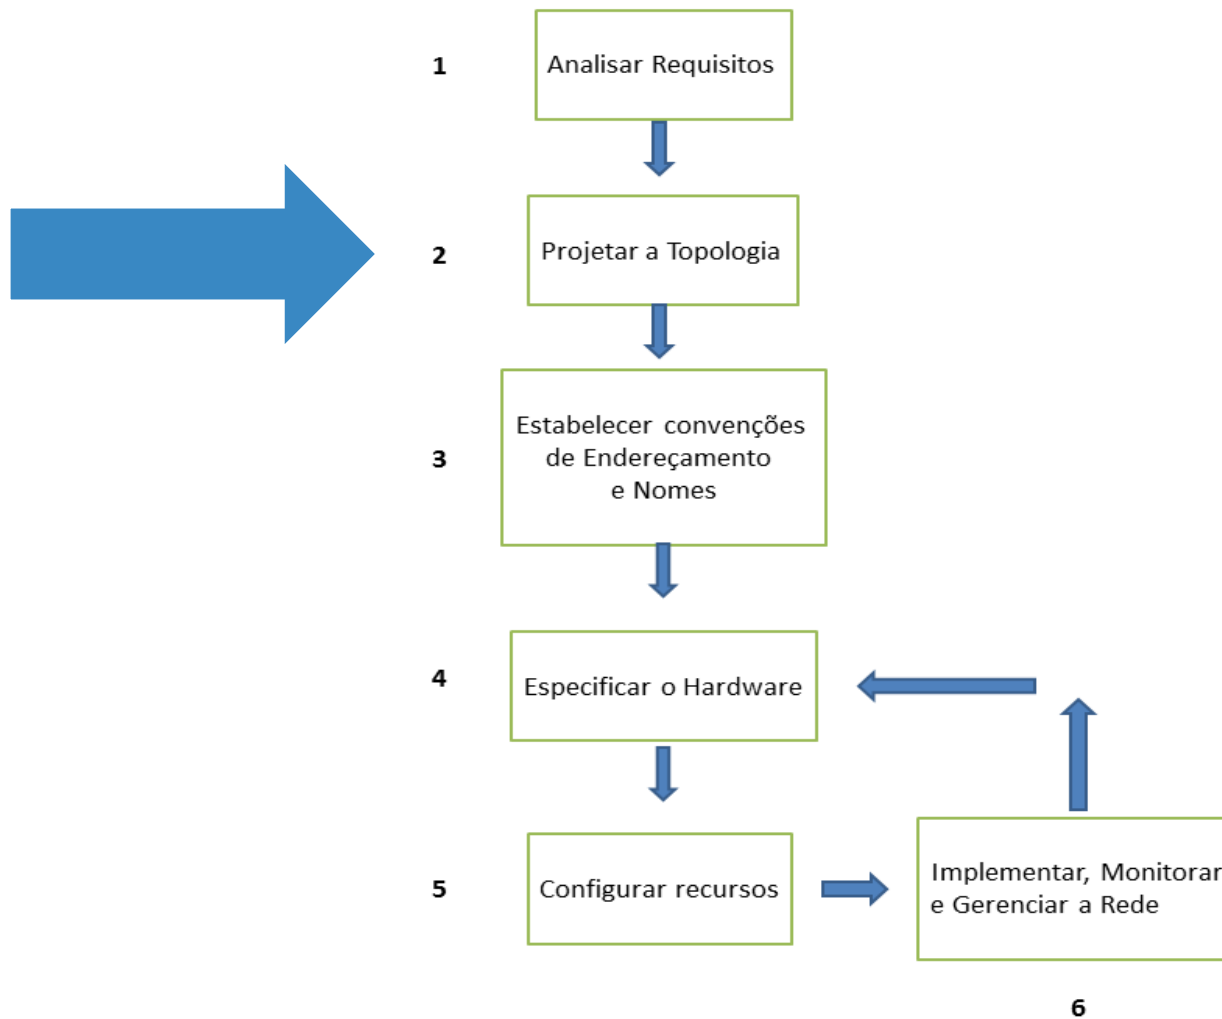 1
Analisar Requisitos
2
Projetar a Topologia
3
Estabelecer convenções
de Endereçamento
e Nomes
4
Especificar o Hardware
5
Configurar recursos
Implementar, Monitorar
e Gerenciar a Rede
6